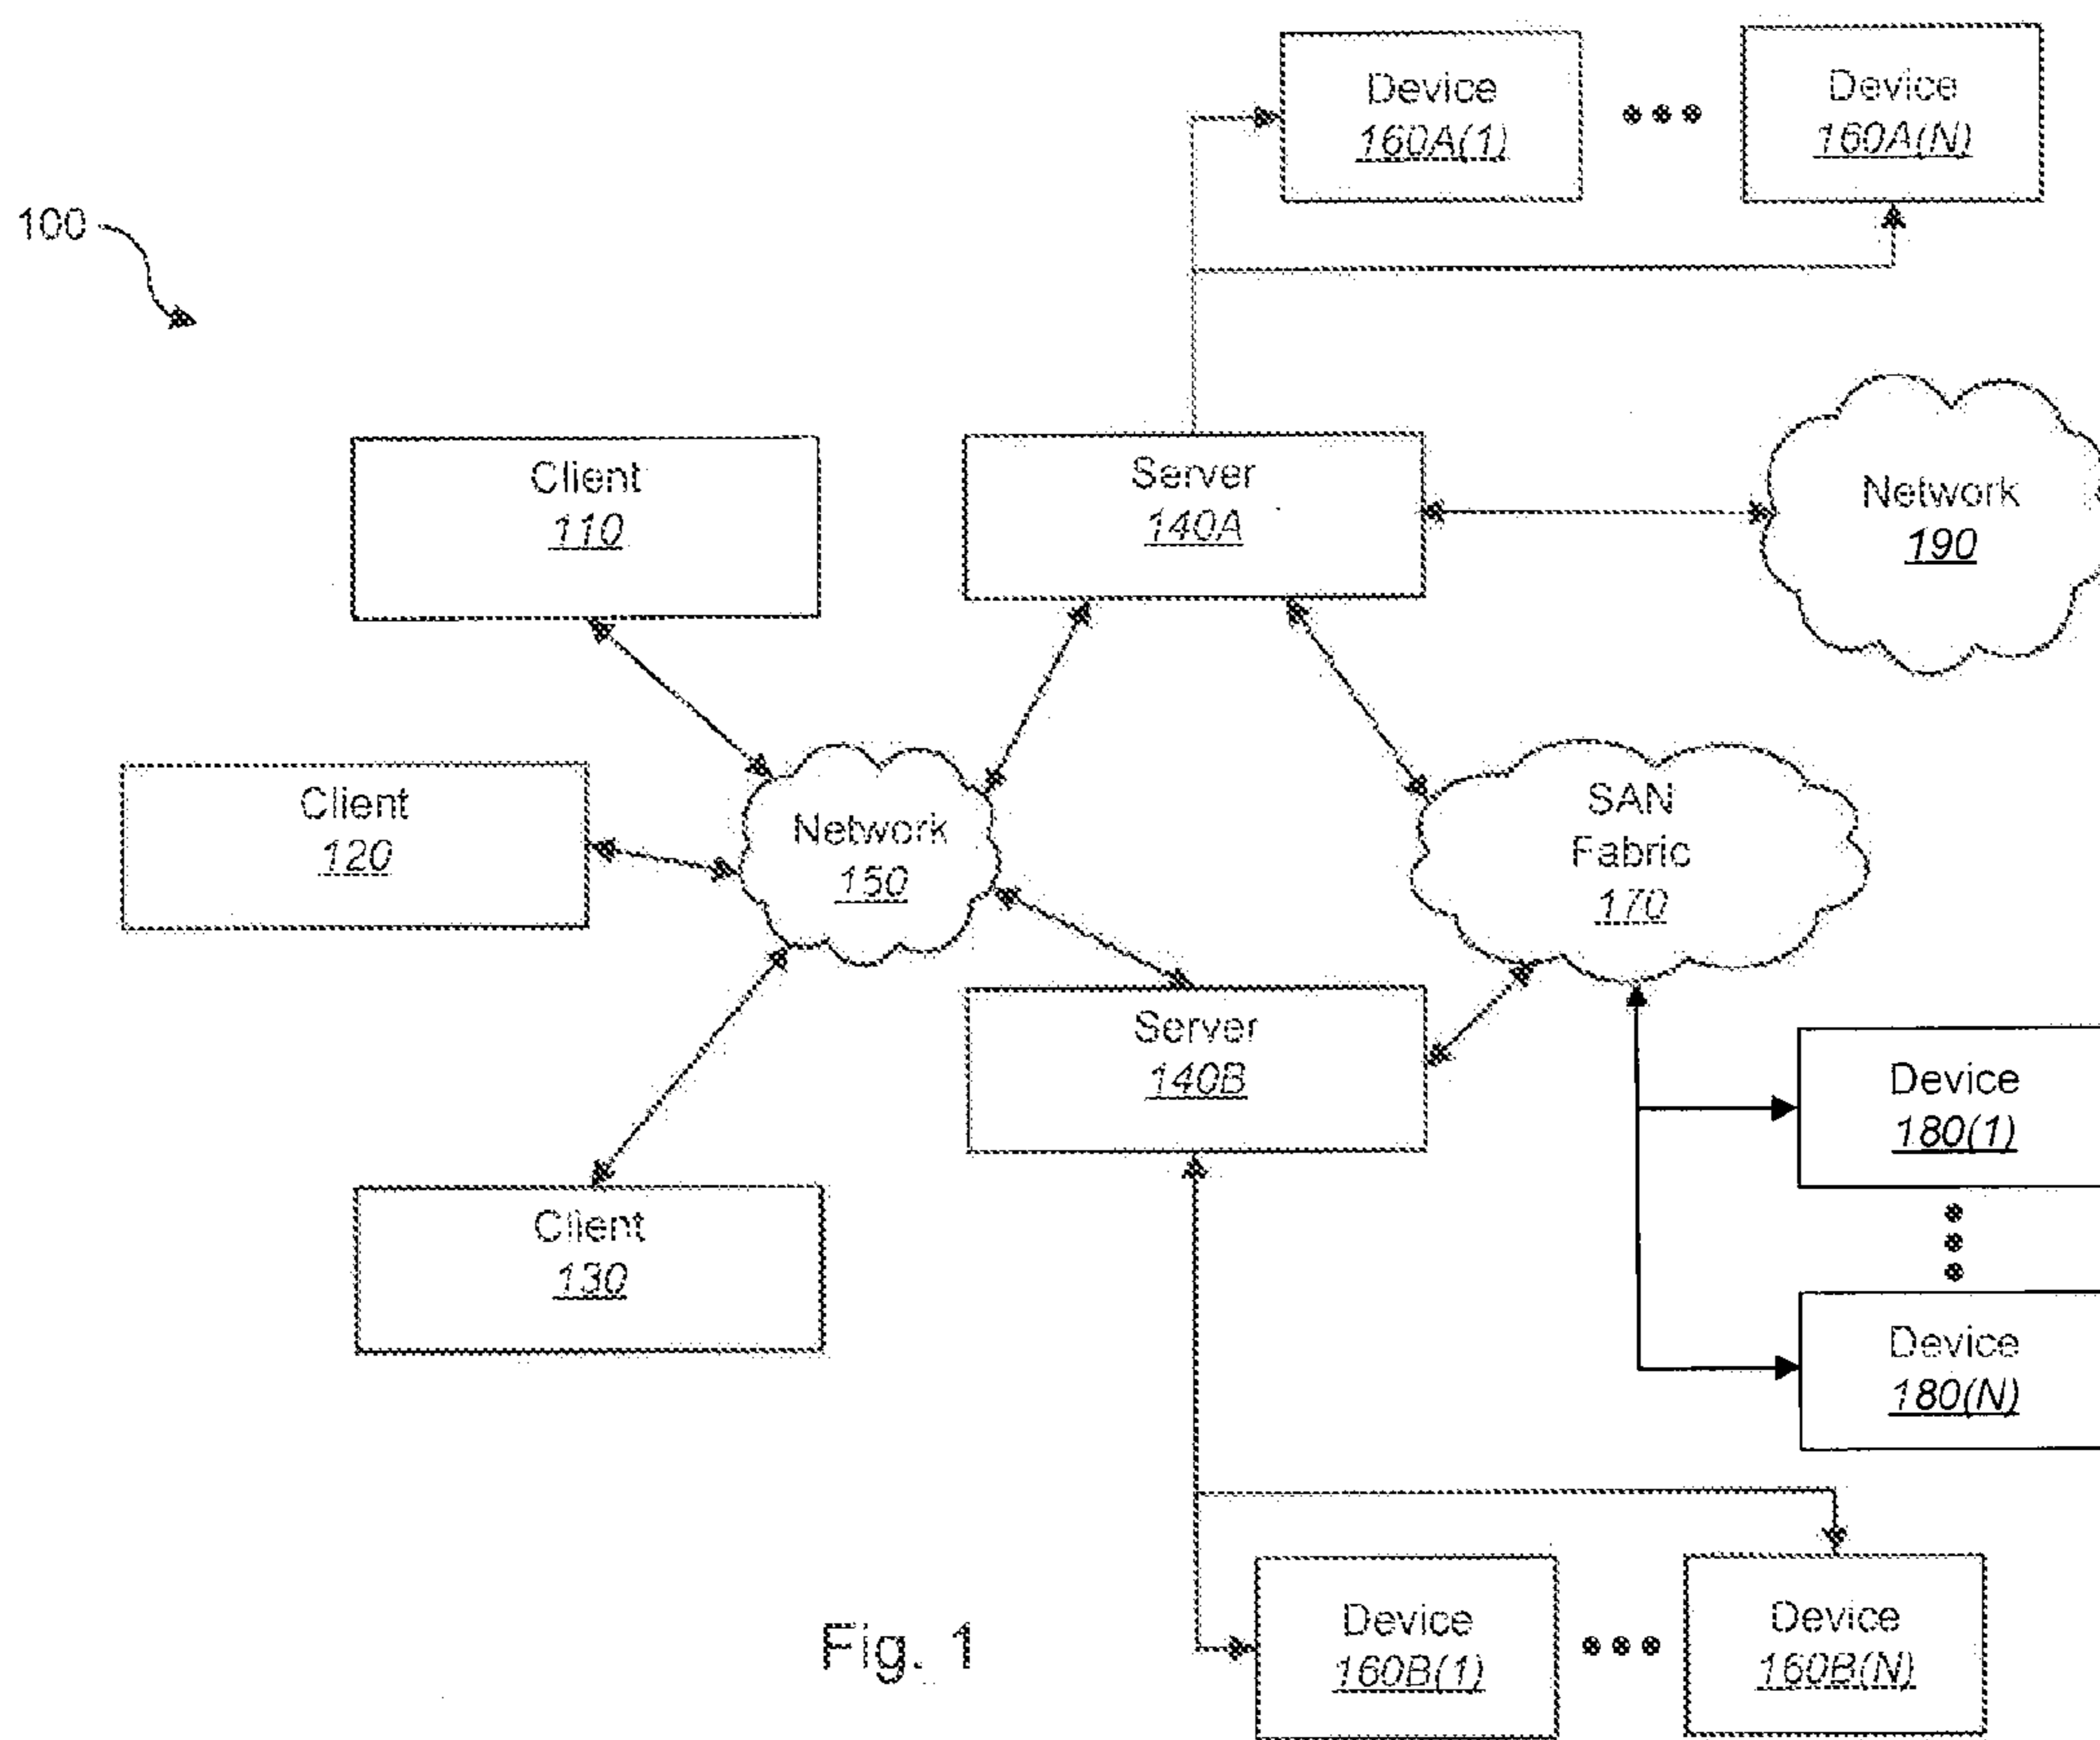 Device
160A(1)
Device
160A(N)
100
Client
110
Server
140A
Network
190
Client
120
Network
150
SAN
Fabric
170
Server
140B
Device
180(1)
Client
130
Device
180(N)
Device
160B(1)
Device
160B(N)
Fig. 1